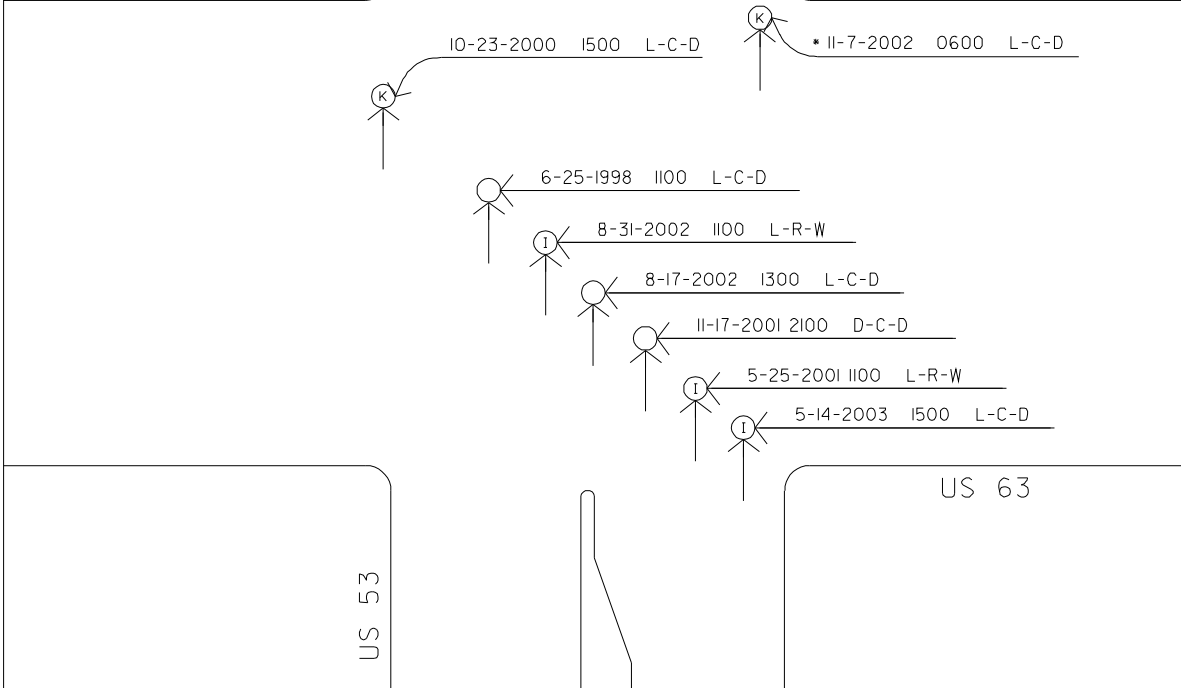 K
* 11-7-2002 0600 L-C-D
10-23-2000 1500 L-C-D
K
6-25-1998 1100 L-C-D
8-31-2002 1100 L-R-W
I
8-17-2002 1300 L-C-D
11-17-2001 2100 D-C-D
5-25-2001 1100 L-R-W
I
5-14-2003 1500 L-C-D
I
US 63
US 53